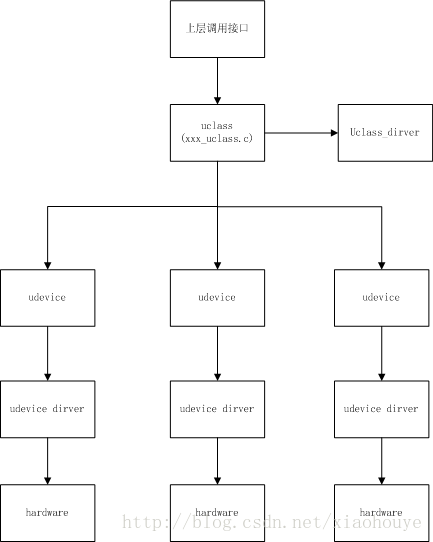 上层调用接口
uclass
(xxx_uclass.c)
Uclass_dirver
udevice
udevice
udevice
udevice dirver
udevice dirver
udevice dirver
hardware
hardware
hardware
http://blog.csdn.net/xiaohouye